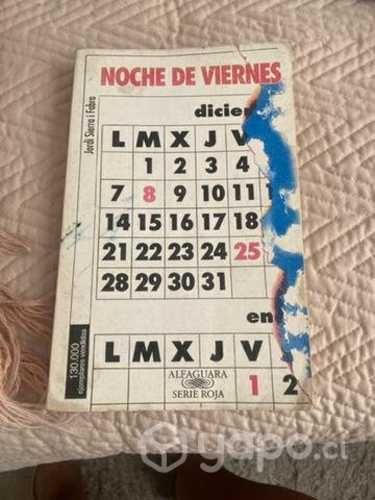 NOCHE DE VIERNES
Jordi Sierra i Fabra
dicie
L M X J V
1 2 3 4
7 8 9 10 11
14 15 16 17 18
21 22 23 24 25
28 29 30 31
en
L M X J V
1 2
130.000
ejemplares vendidos
ALFAGUARA
SERIE ROJA
yapo.cl